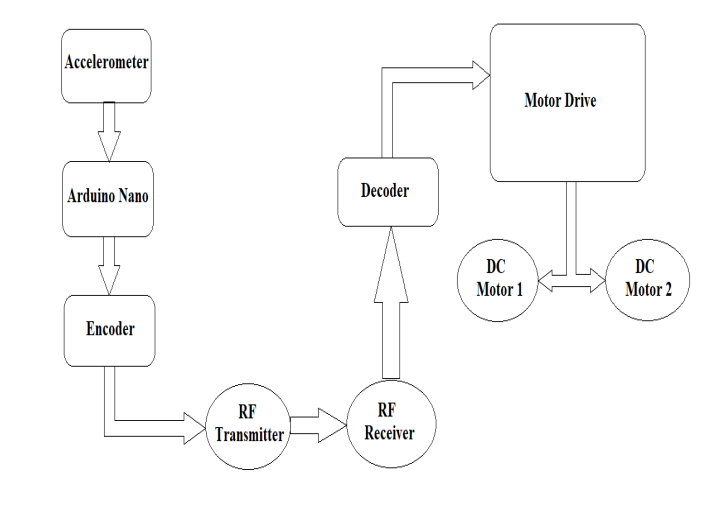 Accelerometer
Arduino Nano
Encoder
RF
Transmitter
RF
Receiver
Decoder
Motor Drive
DC
Motor 1
DC
Motor 2